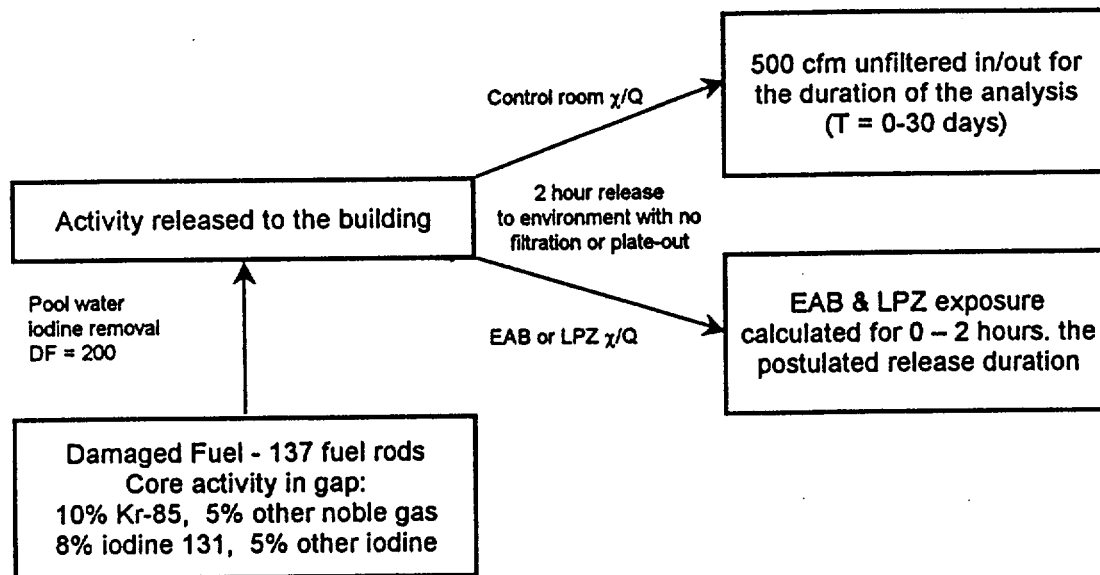 500 cfm unfiltered in/out for
the duration of the analysis
(T = 0-30 days)
Control room χ/Q
Activity released to the building
2 hour release
to environment with no
filtration or plate-out
Pool water
iodine removal
DF = 200
EAB or LPZ χ/Q
EAB & LPZ exposure
calculated for 0 – 2 hours. the
postulated release duration
Damaged Fuel - 137 fuel rods
Core activity in gap:
10% Kr-85, 5% other noble gas
8% iodine 131, 5% other iodine